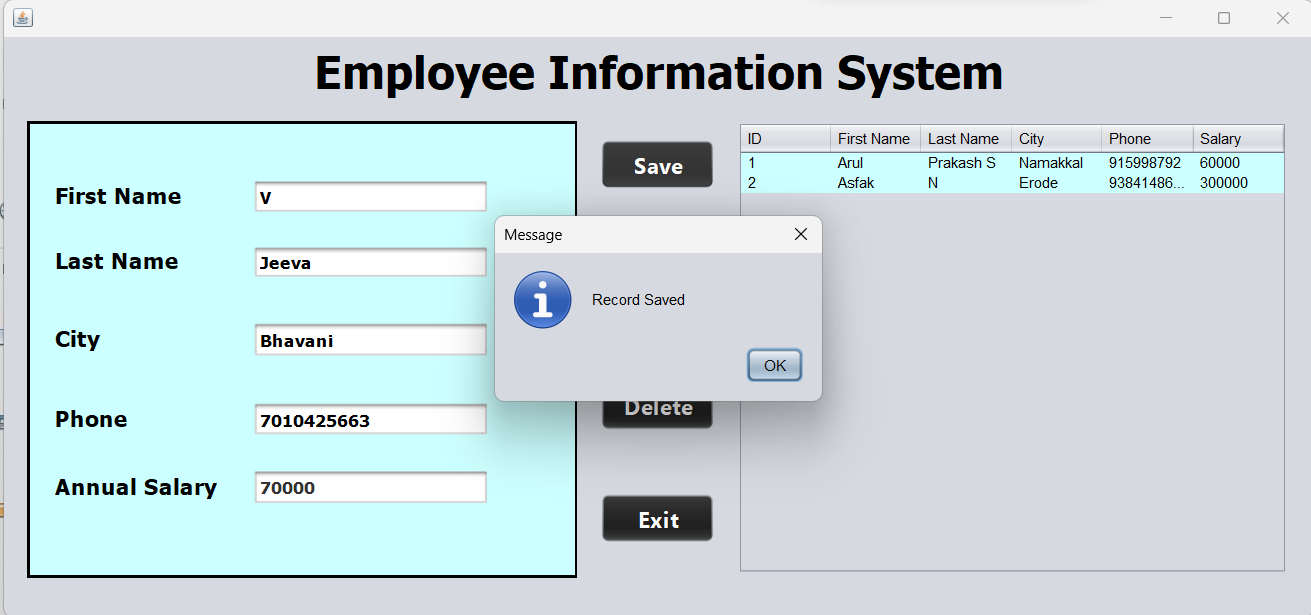 Employee Information System
First Name V
Last Name Jeeva
City Bhavani
Phone 7010425663
Annual Salary 70000
Save
Delete
Exit
Message
Record Saved
OK
ID First Name Last Name City Phone Salary
1 Arul Prakash S Namakkal 915998792 60000
2 Asfak N Erode 93841486... 300000